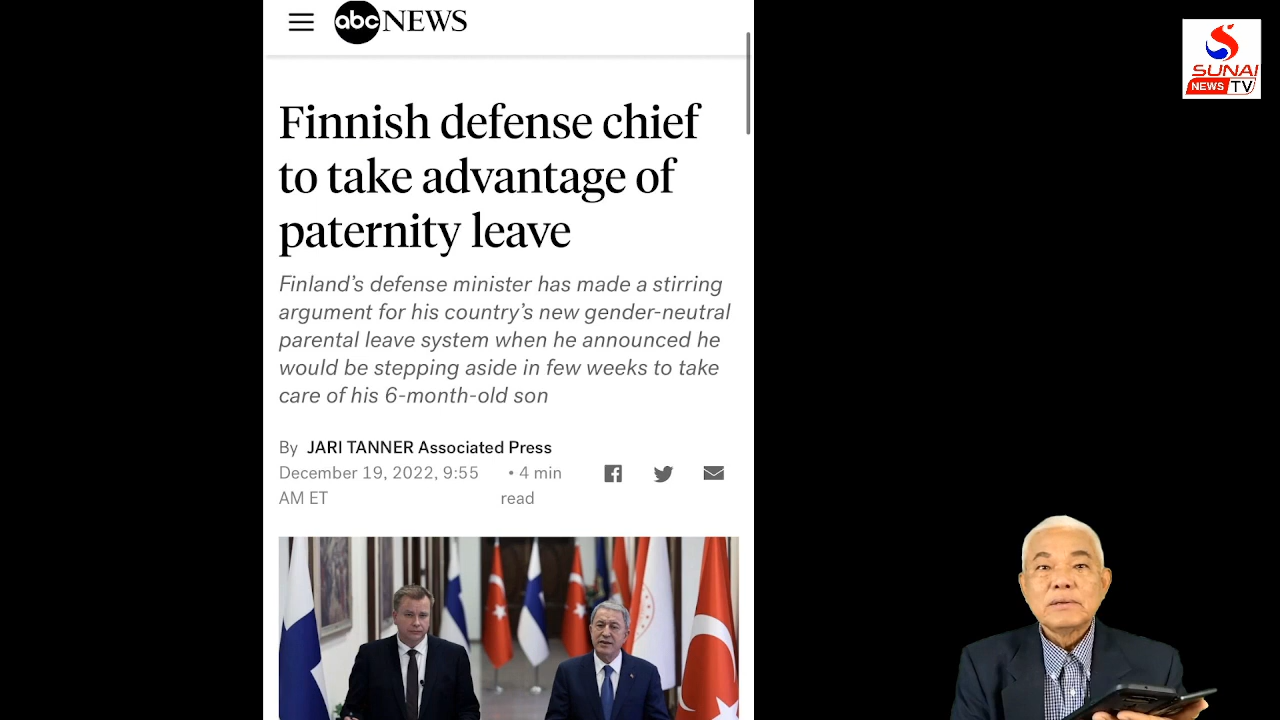 abc NEWS
SUNAI
NEWS TV
Finnish defense chief
to take advantage of
paternity leave
Finland's defense minister has made a stirring
argument for his country's new gender-neutral
parental leave system when he announced he
would be stepping aside in few weeks to take
care of his 6-month-old son
By JARI TANNER Associated Press
December 19, 2022, 9:55 • 4 min
AM ET read